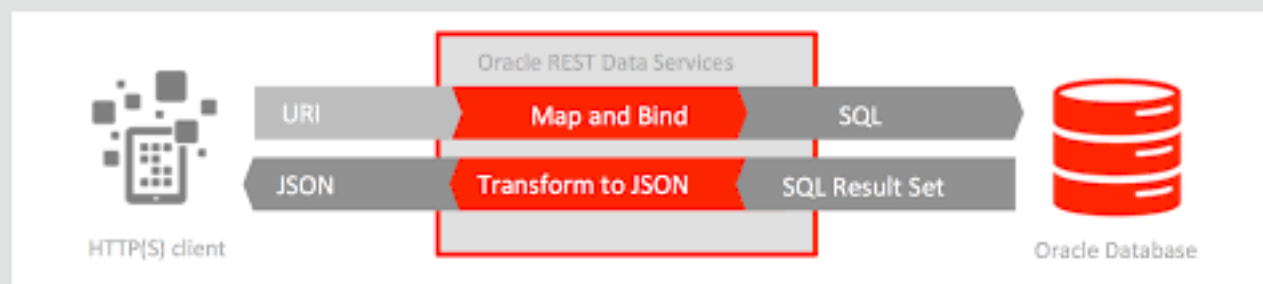 Oracle REST Data Services
URI
Map and Bind
SQL
JSON
Transform to JSON
SQL Result Set
HTTP(S) client
Oracle Database